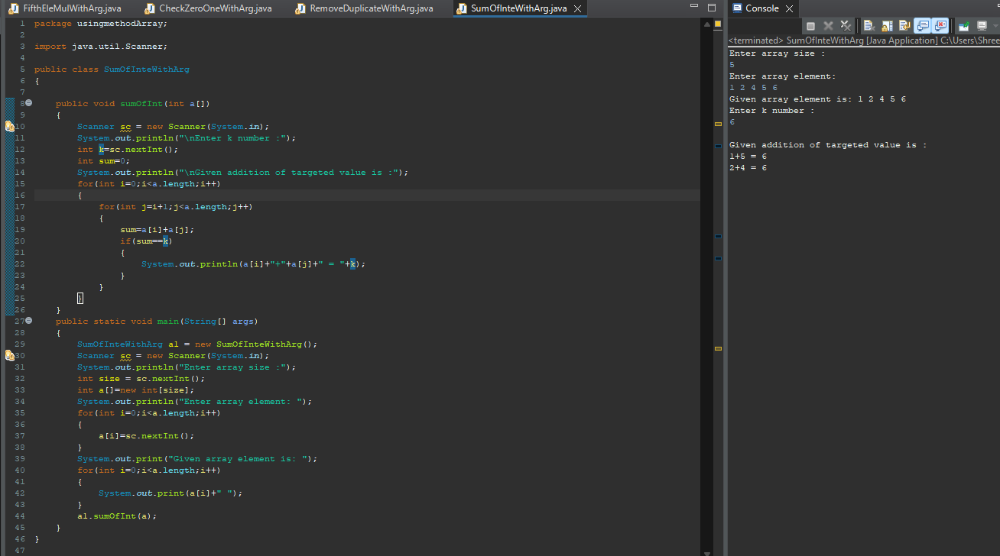 FifthEleMulWithArg.java CheckZeroOneWithArg.java RemoveDuplicateWithArg.java SumOfInteWithArg.java
1 package usingmethodArray;
2
3 import java.util.Scanner;
4
5 public class SumOfInteWithArg
6 {
7
8 public void sumOfInt(int a[])
9 {
10 Scanner sc = new Scanner(System.in);
11 System.out.println("\nEnter k number :");
12 int k=sc.nextInt();
13 int sum=0;
14 System.out.println("\nGiven addition of targeted value is :");
15 for(int i=0;i<a.length;i++)
16 {
17 for(int j=i+1;j<a.length;j++)
18 {
19 sum=a[i]+a[j];
20 if(sum==k)
21 {
22 System.out.println(a[i]+"+"+a[j]+" = "+k);
23 }
24 }
25 }
26 }
27 public static void main(String[] args)
28 {
29 SumOfInteWithArg al = new SumOfInteWithArg();
30 Scanner sc = new Scanner(System.in);
31 System.out.println("Enter array size :");
32 int size = sc.nextInt();
33 int a[]=new int[size];
34 System.out.println("Enter array element: ");
35 for(int i=0;i<a.length;i++)
36 {
37 a[i]=sc.nextInt();
38 }
39 System.out.print("Given array element is: ");
40 for(int i=0;i<a.length;i++)
41 {
42 System.out.print(a[i]+" ");
43 }
44 al.sumOfInt(a);
45 }
46 }
47
Console
<terminated> SumOfInteWithArg [Java Application] C:\Users\Shree
Enter array size :
5
Enter array element:
1 2 4 5 6
Given array element is: 1 2 4 5 6
Enter k number :
6
Given addition of targeted value is :
1+5 = 6
2+4 = 6